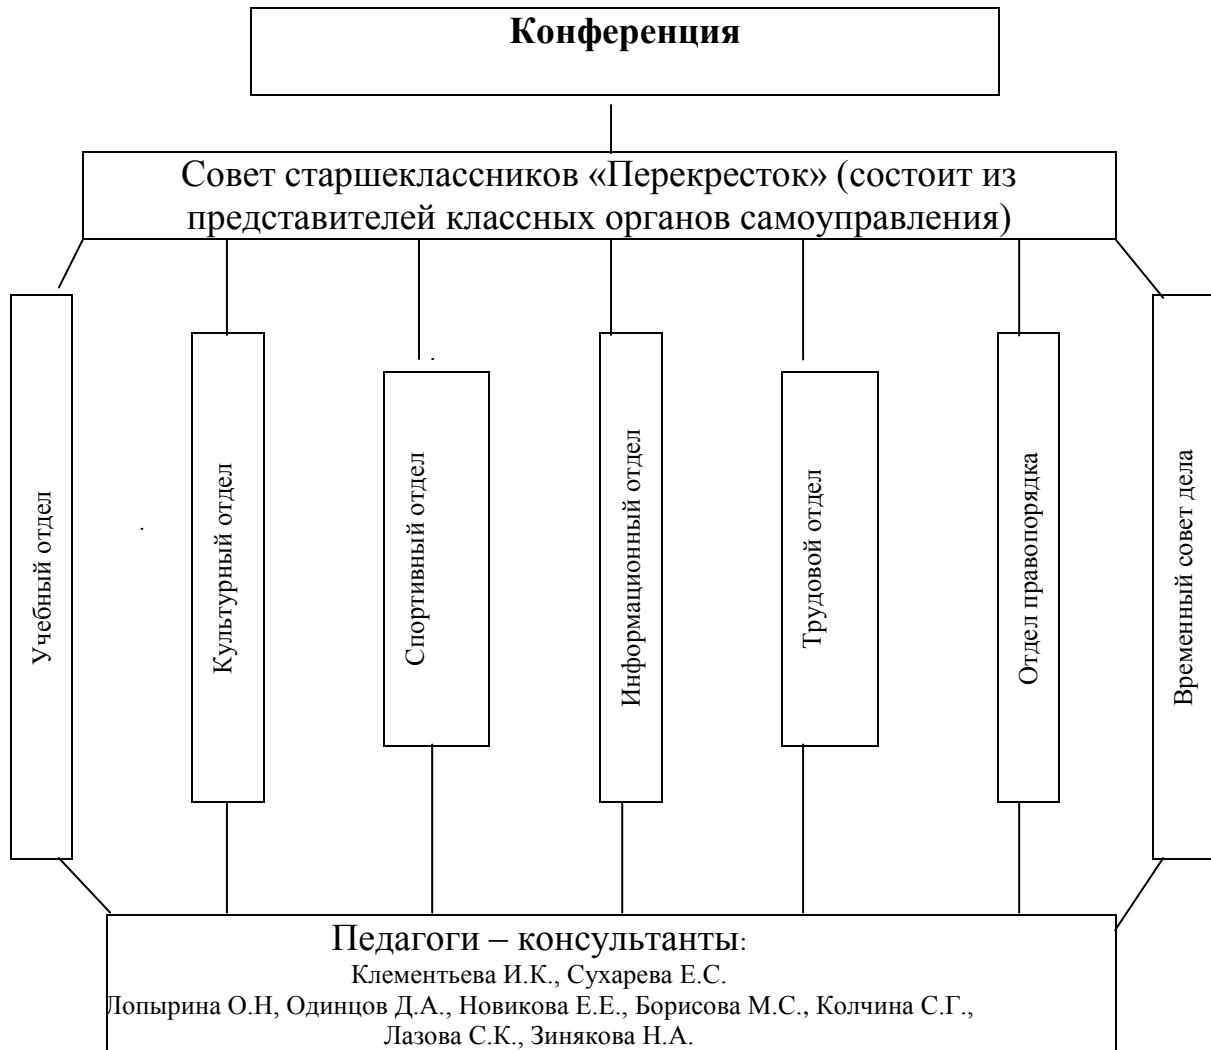 Конференция
Совет старшеклассников «Перекресток» (состоит из
представителей классных органов самоуправления)
Учебный отдел
Культурный отдел
Спортивный отдел
Информационный отдел
Трудовой отдел
Отдел правопорядка
Временный совет дела
Педагоги – консультанты:
Клементьева И.К., Сухарева Е.С.
Лопырина О.Н, Одинцов Д.А., Новикова Е.Е., Борисова М.С., Колчина С.Г.,
Лазова С.К., Зинякова Н.А.